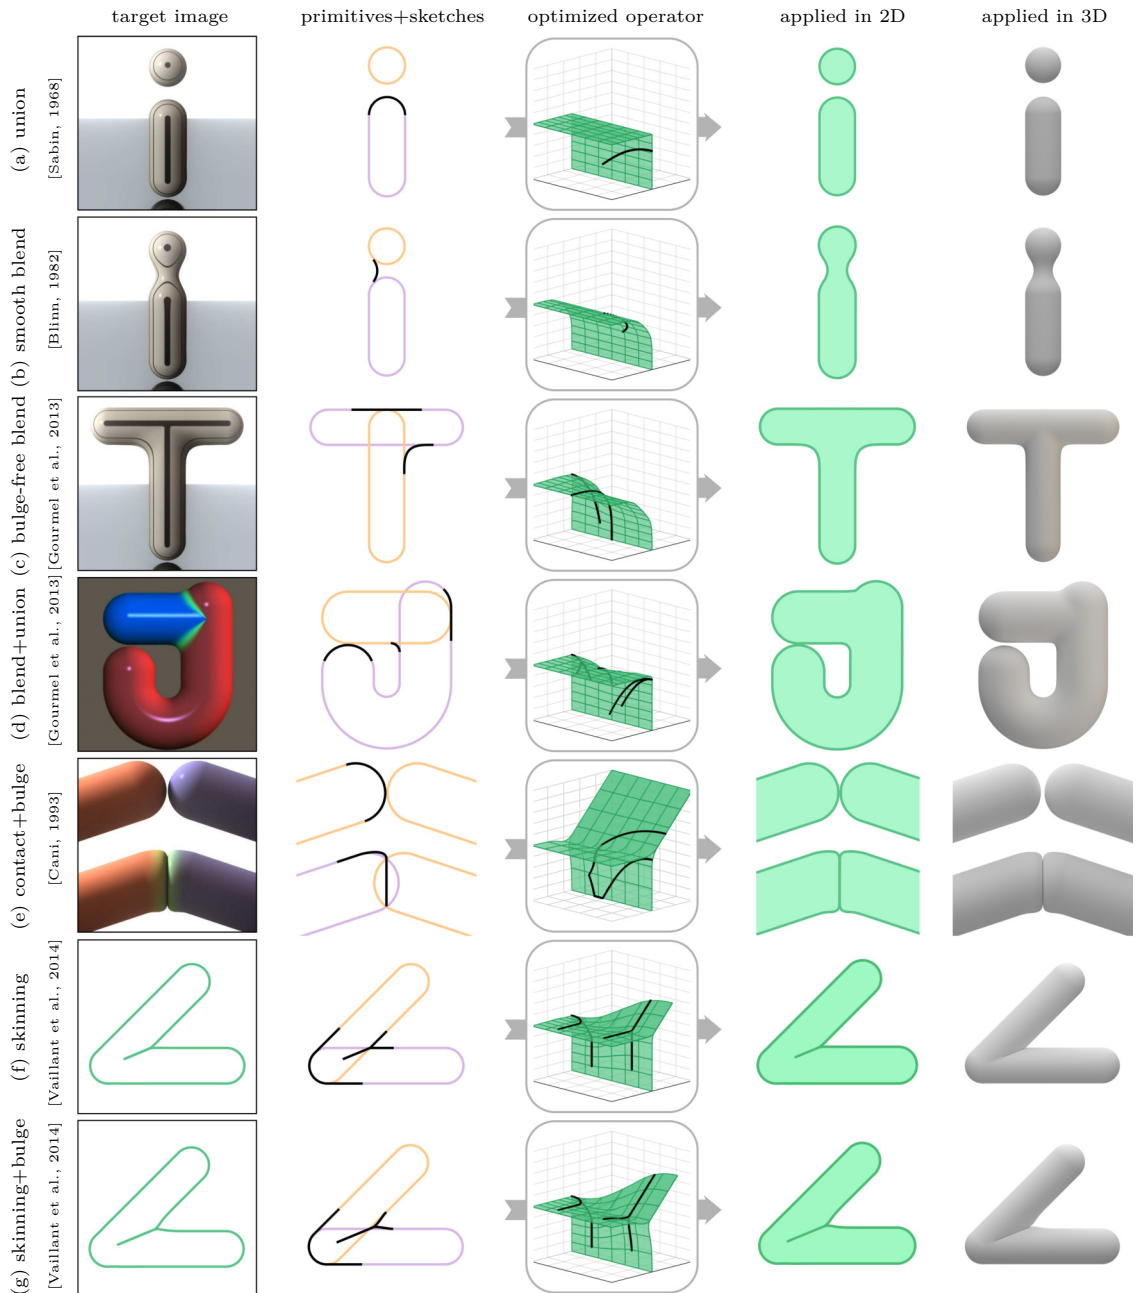 target image
primitives+sketches
optimized operator
applied in 2D
applied in 3D
(a) union
[Sabin, 1968]
(b) smooth blend
[Blinn, 1982]
(c) bulge-free blend
[Gourmel et al., 2013]
(d) blend+union
[Gourmel et al., 2013]
(e) contact+bulge
[Cani, 1993]
(f) skinning
[Vaillant et al., 2014]
(g) skinning+bulge
[Vaillant et al., 2014]